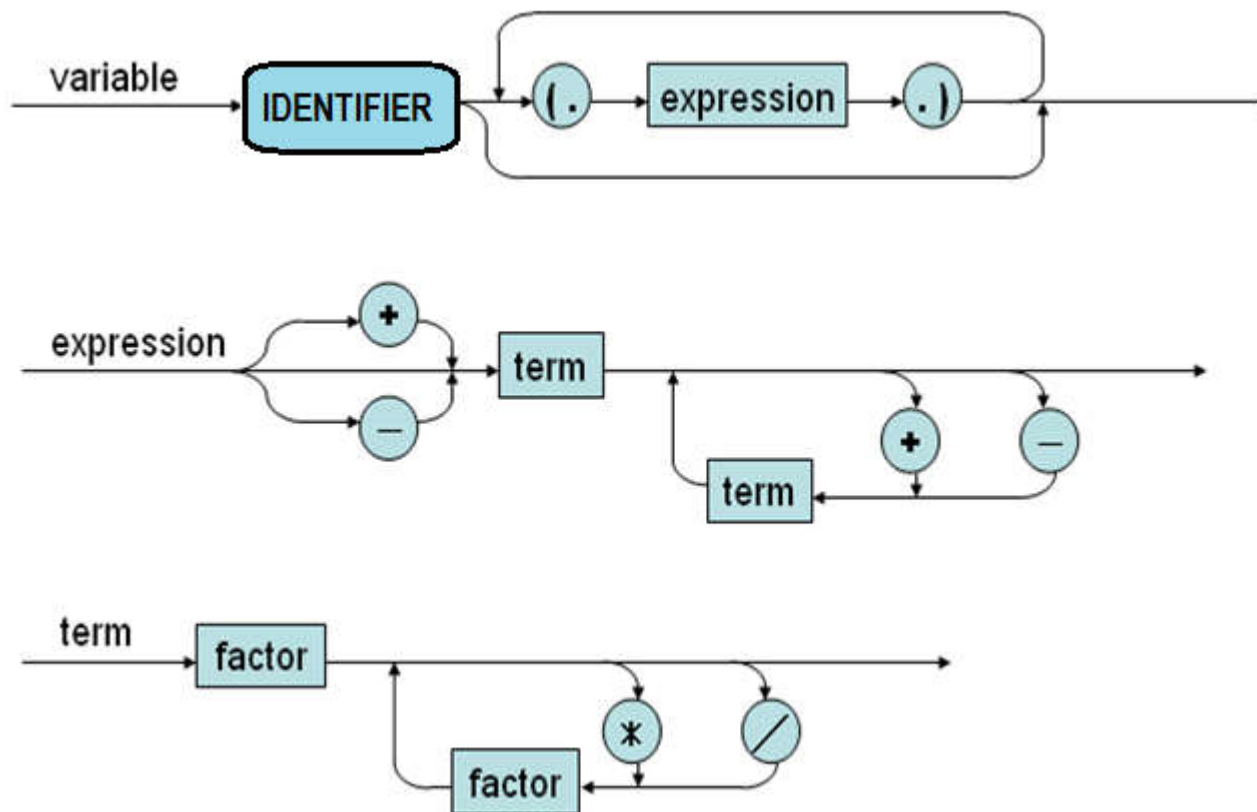 variable IDENTIFIER (. expression .)
+
expression term
− + −
term
term factor
* /
factor